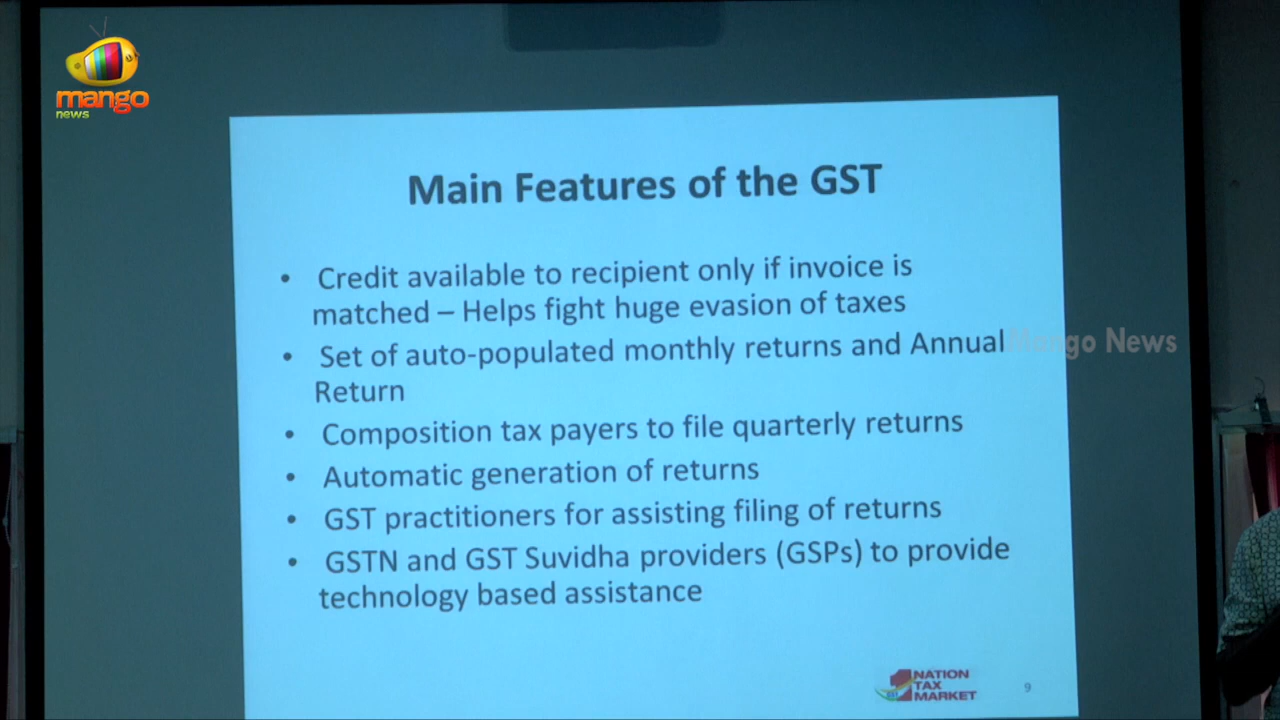 mango
news
Main Features of the GST
• Credit available to recipient only if invoice is
matched – Helps fight huge evasion of taxes
• Set of auto-populated monthly returns and Annual
Return
Mango News
• Composition tax payers to file quarterly returns
• Automatic generation of returns
• GST practitioners for assisting filing of returns
• GSTN and GST Suvidha providers (GSPs) to provide
technology based assistance
1 NATION
TAX
MARKET
GST
9